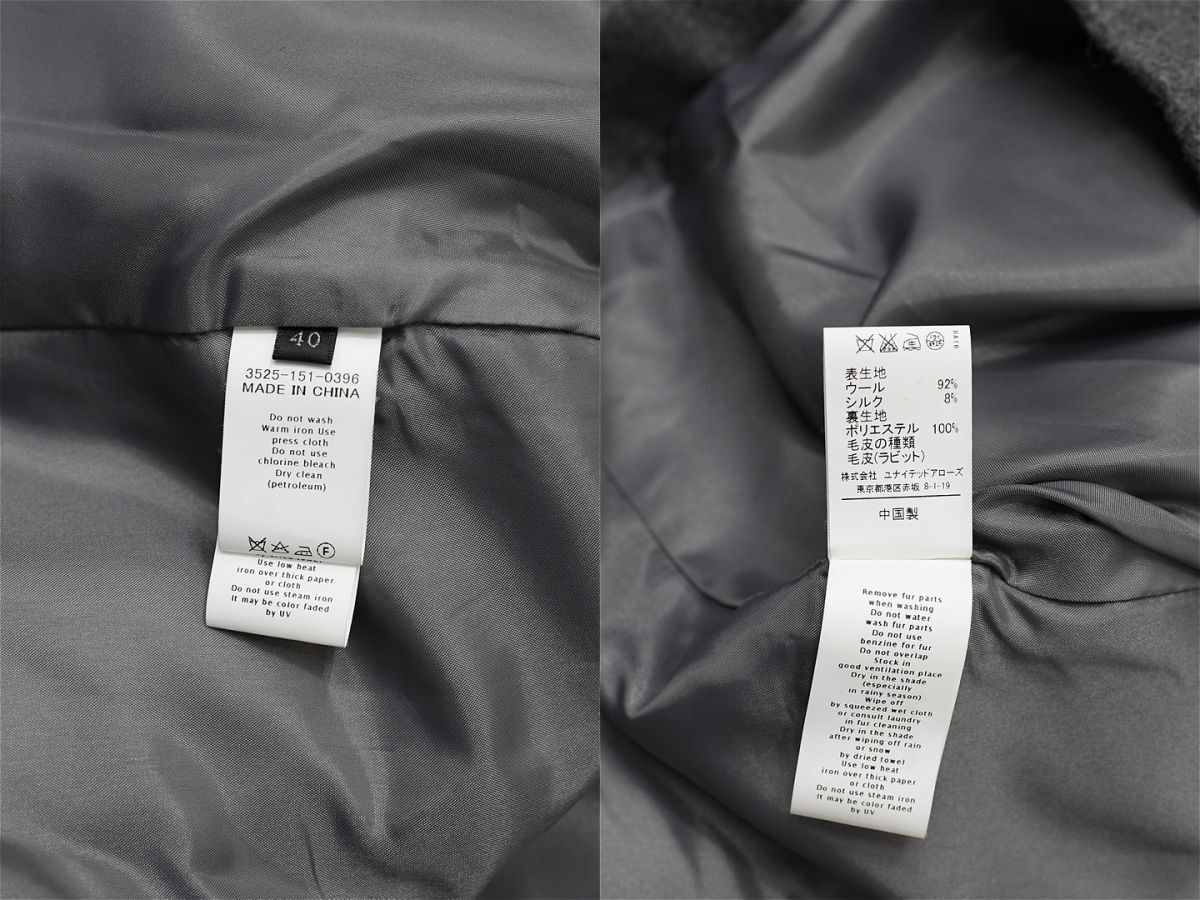 40
3525-151-0396
MADE IN CHINA
Do not wash
Warm iron Use
press cloth
Do not use
chlorine bleach
Dry clean
(petroleum)
F
Use low heat
iron over thick paper
or cloth
Do not use steam iron
It may be color faded
by UV
表生地
ウール 92%
シルク 8%
裏生地
ポリエステル 100%
毛皮の種類
毛皮(ラビット)
株式会社 ユナイテッドアローズ
東京都港区赤坂 8-1-19
中国製
Remove fur parts
when washing
Do not water
wash fur parts
Do not use
benzine for fur
Do not overlap
Stock in
good ventilation place
Dry in the shade
(especially
in rainy season)
Wipe off
by squeezed wet cloth
or consult laundry
in fur cleaning
Dry in the shade
after wiping off rain
or snow
by dried towel
Use low heat
iron over thick paper
or cloth
Do not use steam iron
It may be color faded
by UV